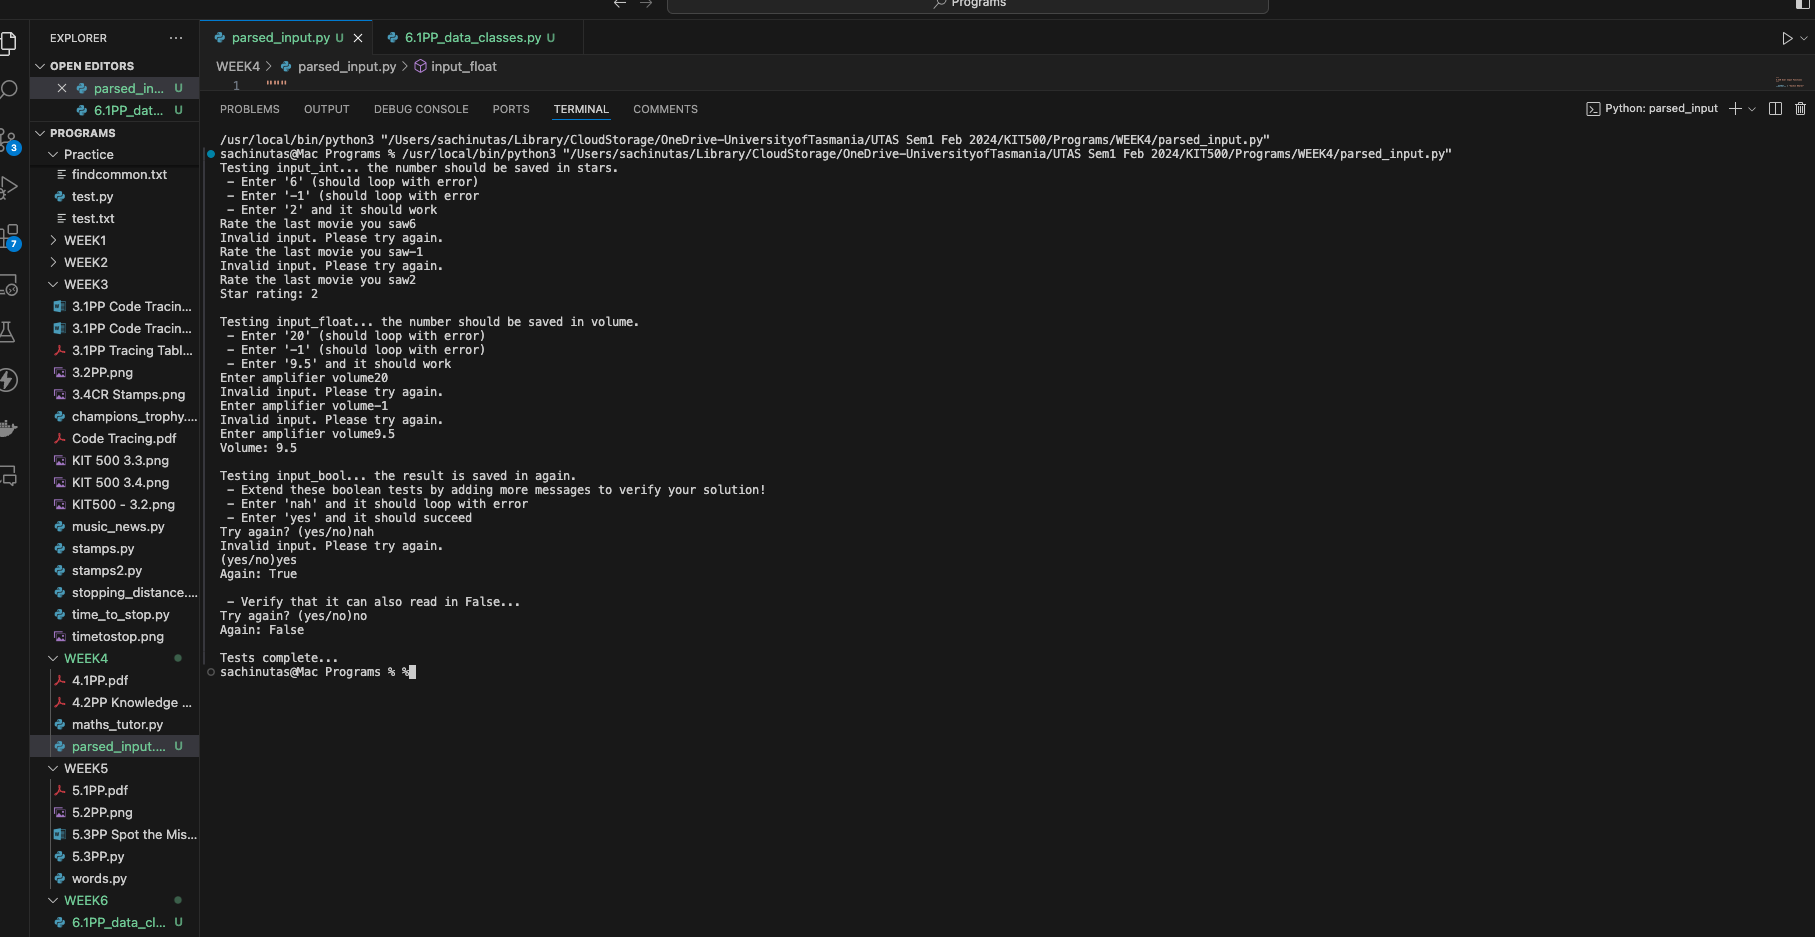 Programs
EXPLORER
OPEN EDITORS
parsed_in... U
6.1PP_dat... U
PROGRAMS
Practice
findcommon.txt
test.py
test.txt
WEEK1
WEEK2
WEEK3
3.1PP Code Tracin...
3.1PP Code Tracin...
3.1PP Tracing Tabl...
3.2PP.png
3.4CR Stamps.png
champions_trophy....
Code Tracing.pdf
KIT 500 3.3.png
KIT 500 3.4.png
KIT500 - 3.2.png
music_news.py
stamps.py
stamps2.py
stopping_distance....
time_to_stop.py
timetostop.png
WEEK4
4.1PP.pdf
4.2PP Knowledge ...
maths_tutor.py
parsed_input.... U
WEEK5
5.1PP.pdf
5.2PP.png
5.3PP Spot the Mis...
5.3PP.py
words.py
WEEK6
6.1PP_data_cl... U
3
7
parsed_input.py U
6.1PP_data_classes.py U
WEEK4 > parsed_input.py > input_float
1 """
PROBLEMS OUTPUT DEBUG CONSOLE PORTS TERMINAL COMMENTS
Python: parsed_input
/usr/local/bin/python3 "/Users/sachinutas/Library/CloudStorage/OneDrive-UniversityofTasmania/UTAS Sem1 Feb 2024/KIT500/Programs/WEEK4/parsed_input.py"
sachinutas@Mac Programs % /usr/local/bin/python3 "/Users/sachinutas/Library/CloudStorage/OneDrive-UniversityofTasmania/UTAS Sem1 Feb 2024/KIT500/Programs/WEEK4/parsed_input.py"
Testing input_int... the number should be saved in stars.
- Enter '6' (should loop with error)
- Enter '-1' (should loop with error
- Enter '2' and it should work
Rate the last movie you saw6
Invalid input. Please try again.
Rate the last movie you saw-1
Invalid input. Please try again.
Rate the last movie you saw2
Star rating: 2
Testing input_float... the number should be saved in volume.
- Enter '20' (should loop with error)
- Enter '-1' (should loop with error)
- Enter '9.5' and it should work
Enter amplifier volume20
Invalid input. Please try again.
Enter amplifier volume-1
Invalid input. Please try again.
Enter amplifier volume9.5
Volume: 9.5
Testing input_bool... the result is saved in again.
- Extend these boolean tests by adding more messages to verify your solution!
- Enter 'nah' and it should loop with error
- Enter 'yes' and it should succeed
Try again? (yes/no)nah
Invalid input. Please try again.
(yes/no)yes
Again: True
- Verify that it can also read in False...
Try again? (yes/no)no
Again: False
Tests complete...
sachinutas@Mac Programs % %